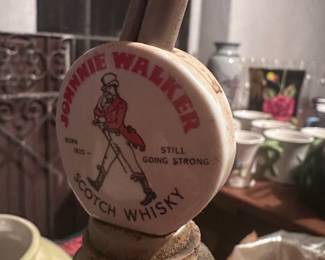 JOHNNIE WALKER
BORN
1820 –
STILL
GOING STRONG
SCOTCH WHISKY